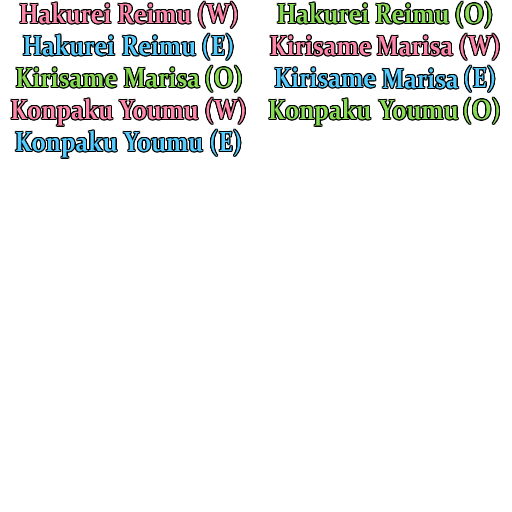 Hakurei Reimu (W)
Hakurei Reimu (O)
Hakurei Reimu (E)
Kirisame Marisa (W)
Kirisame Marisa (O)
Kirisame Marisa (E)
Konpaku Youmu (W)
Konpaku Youmu (O)
Konpaku Youmu (E)